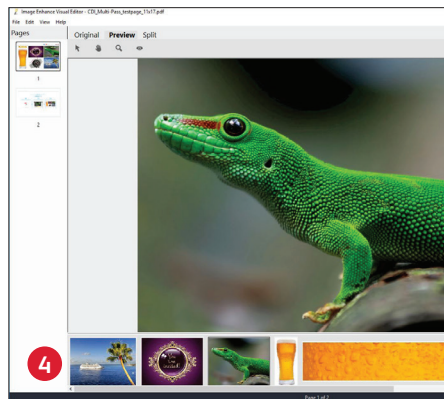 Image Enhance Visual Editor - CDI_Multi-Pass_testpage_11x17.pdf
File Edit View Help
Pages
Original Preview Split
1
2
4
Page 1 of 2